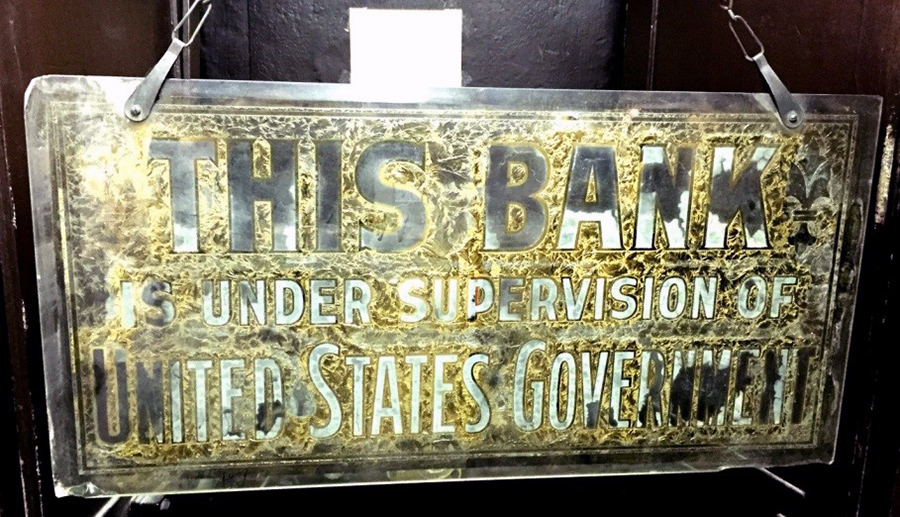 THIS BANK
IS UNDER SUPERVISION OF
UNITED STATES GOVERNMENT